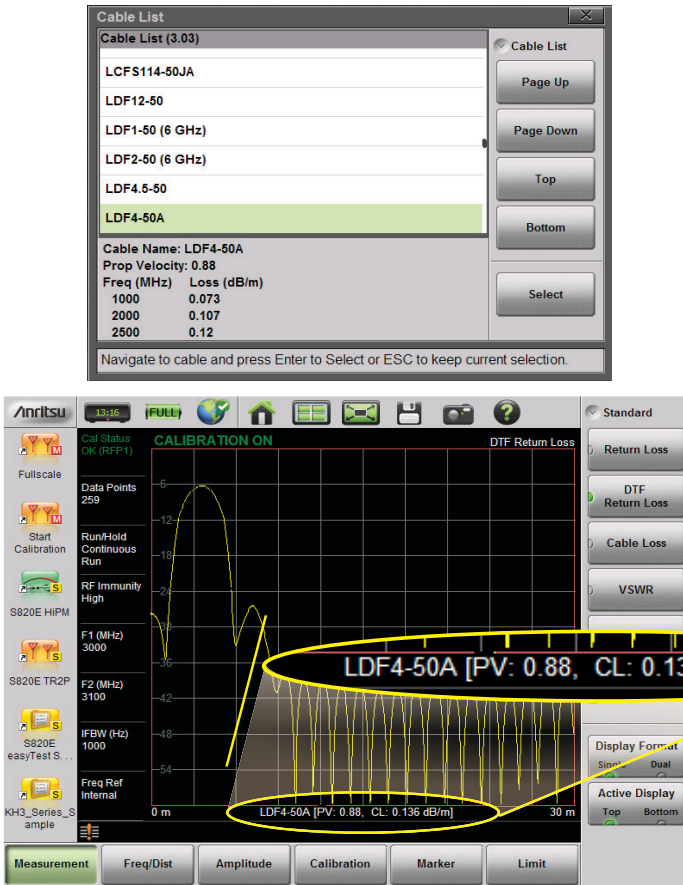 Cable List
Cable List (3.03)
LCFS114-50JA
LDF12-50
LDF1-50 (6 GHz)
LDF2-50 (6 GHz)
LDF4.5-50
LDF4-50A
Cable Name: LDF4-50A
Prop Velocity: 0.88
Freq (MHz) Loss (dB/m)
1000 0.073
2000 0.107
2500 0.12
Navigate to cable and press Enter to Select or ESC to keep current selection.
Cable List
Page Up
Page Down
Top
Bottom
Select
Anritsu
13:16
FULL
Fullscale
Start
Calibration
S820E HiPM
S820E TR2P
S820E
easyTest S...
KH3_Series_S
ample
Cal Status
OK (RFP1)
Data Points
259
Run/Hold
Continuous
Run
RF Immunity
High
F1 (MHz)
3000
F2 (MHz)
3100
IFBW (Hz)
1000
Freq Ref
Internal
CALIBRATION ON
DTF Return Loss
-6
-12
-18
-24
-36
-42
-48
-54
LDF4-50A [PV: 0.88, CL: 0.13
0 m
LDF4-50A [PV: 0.88, CL: 0.136 dB/m]
30 m
Standard
Return Loss
DTF
Return Loss
Cable Loss
VSWR
Display Format
Single Dual
Active Display
Top Bottom
Measurement
Freq/Dist
Amplitude
Calibration
Marker
Limit